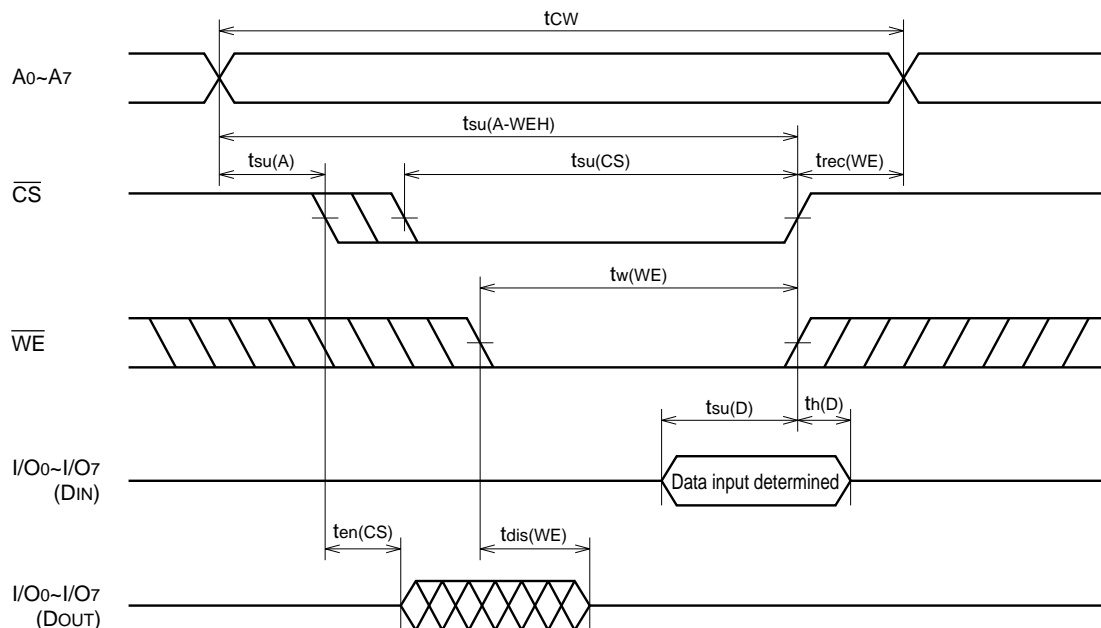 tCW
A0~A7
tsu(A-WEH)
tsu(A)
tsu(CS)
trec(WE)
CS
tw(WE)
WE
tsu(D)
th(D)
I/O0~I/O7
(DIN)
Data input determined
ten(CS)
tdis(WE)
I/O0~I/O7
(DOUT)